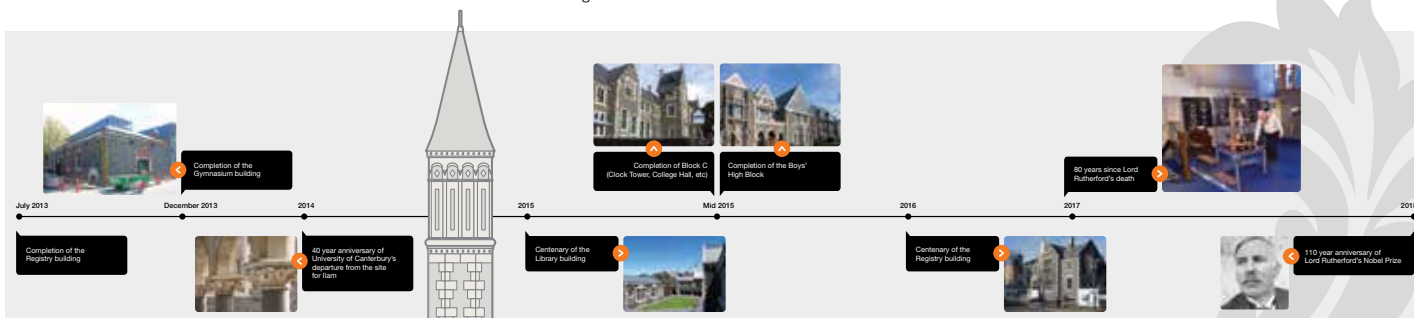 Completion of the
Gymnasium building
Completion of Block C
(Clock Tower, College Hall, etc)
Completion of the Boys'
High Block
80 years since Lord
Rutherford's death
July 2013
December 2013
2014
2015
Mid 2015
2016
2017
2018
Completion of the
Registry building
40 year anniversary of
University of Canterbury's
departure from the site
for Ilam
Centenary of the
Library building
Centenary of the
Registry building
110 year anniversary of
Lord Rutherford's Nobel Prize